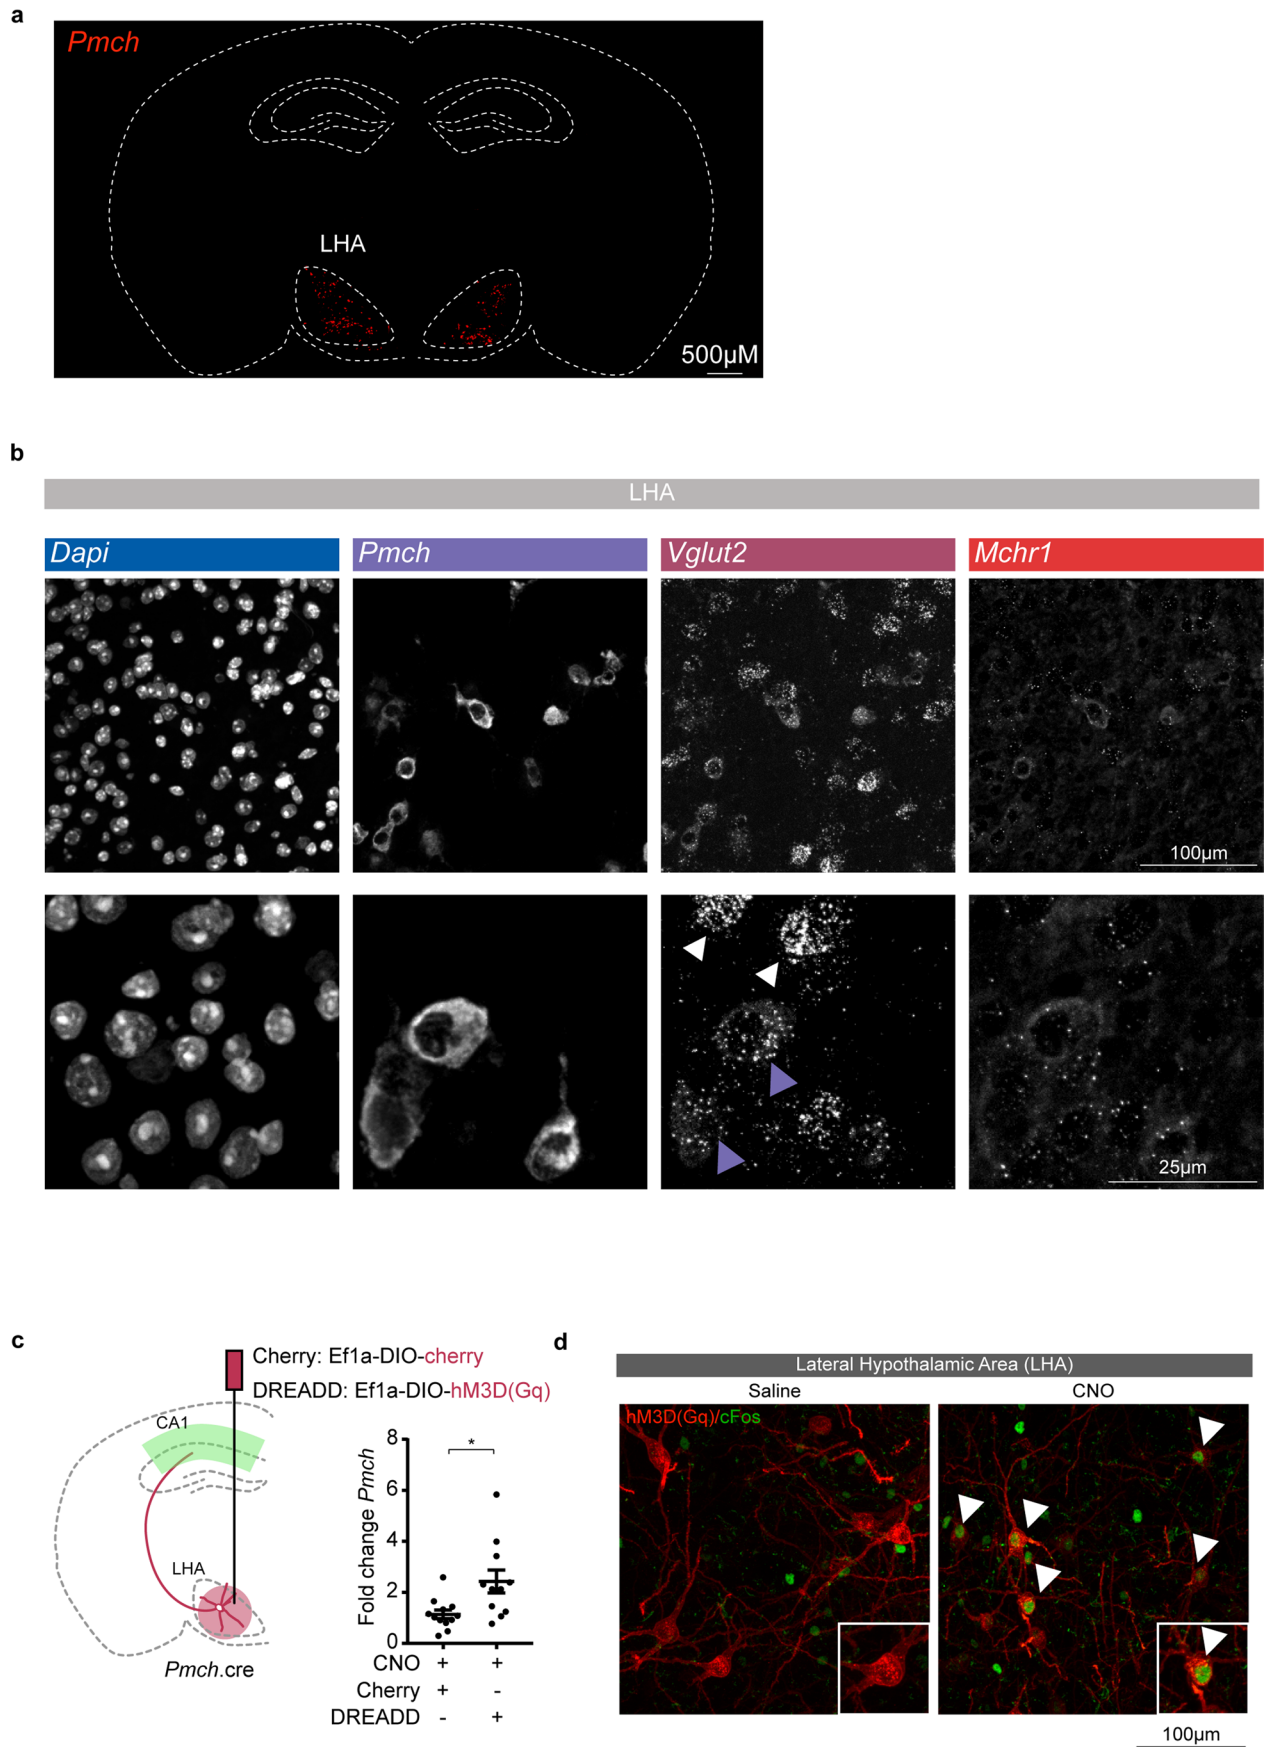 a
Pmch
LHA
500µM
b
LHA
Dapi
Pmch
Vglut2
Mchr1
100µm
25µm
c
Cherry: Ef1a-DIO-cherry
DREADD: Ef1a-DIO-hM3D(Gq)
CA1
LHA
Pmch.cre
Fold change Pmch
8
6
4
2
0
*
CNO + +
Cherry + -
DREADD - +
d
Lateral Hypothalamic Area (LHA)
Saline
CNO
hM3D(Gq)/cFos
100µm